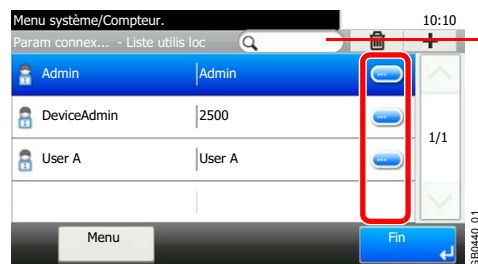 Menu système/Compteur. 10:10
Param connex... - Liste utilis loc
Admin Admin
DeviceAdmin 2500
1/1
User A User A
Menu Fin
GB0440_01